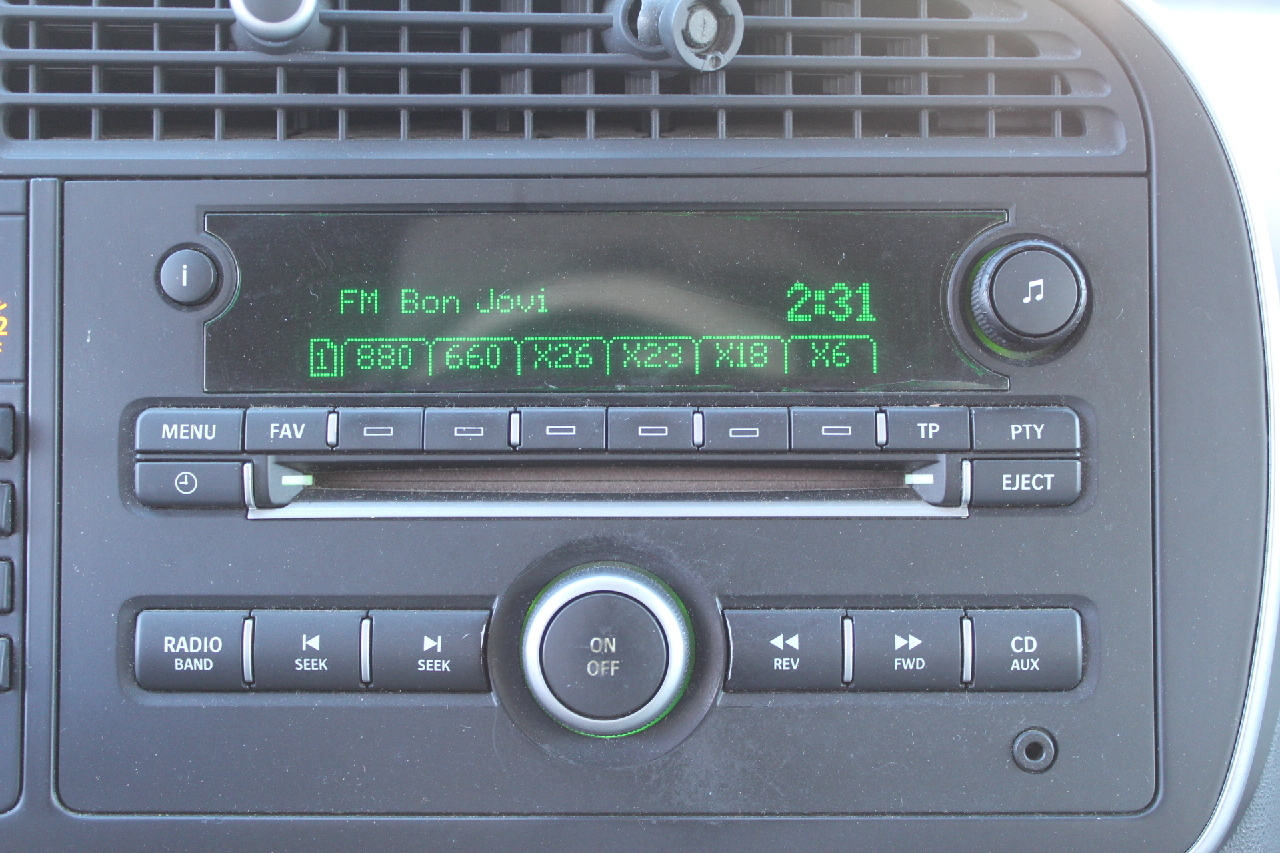 i
FM Bon Jovi 2:31
1 880 660 X26 X23 X18 X6
MENU FAV TP PTY
EJECT
RADIO BAND
SEEK
SEEK
ON
OFF
REV
FWD
CD
AUX